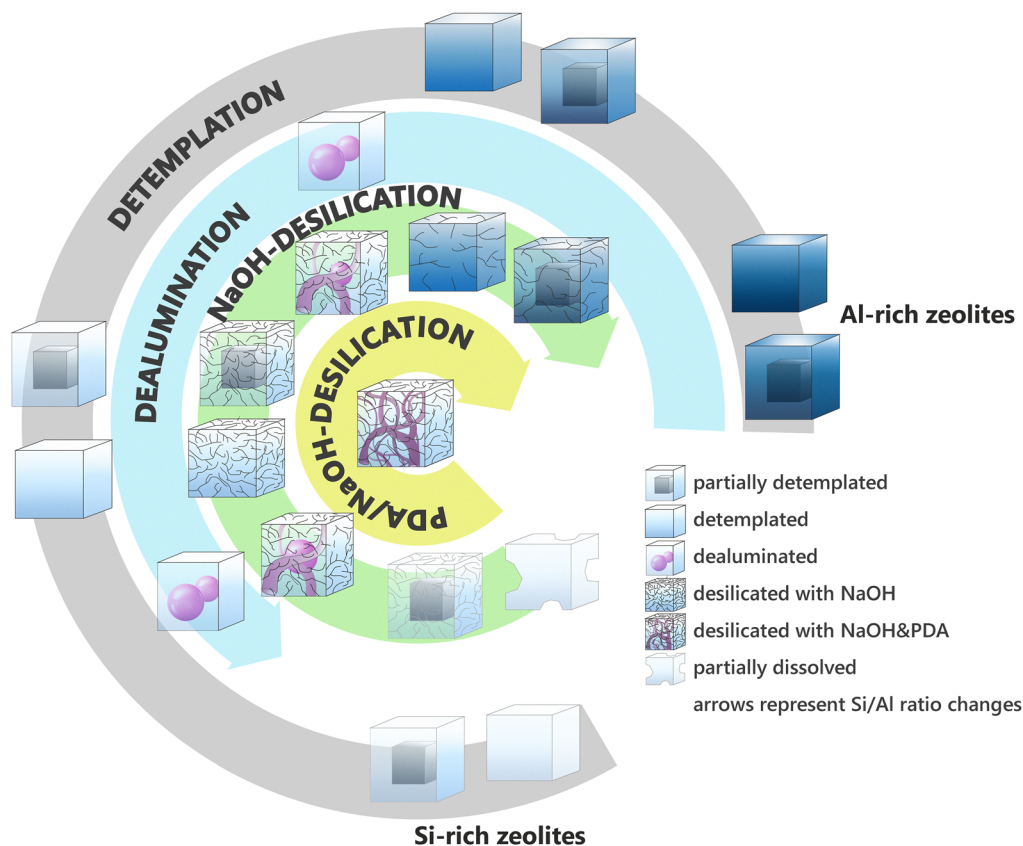 DETEMPLATION
DEALUMINATION
NaOH-DESILICATION
PDA/NaOH-DESILICATION
Al-rich zeolites
partially detemplated
detemplated
dealuminated
desilicated with NaOH
desilicated with NaOH&PDA
partially dissolved
arrows represent Si/Al ratio changes
Si-rich zeolites